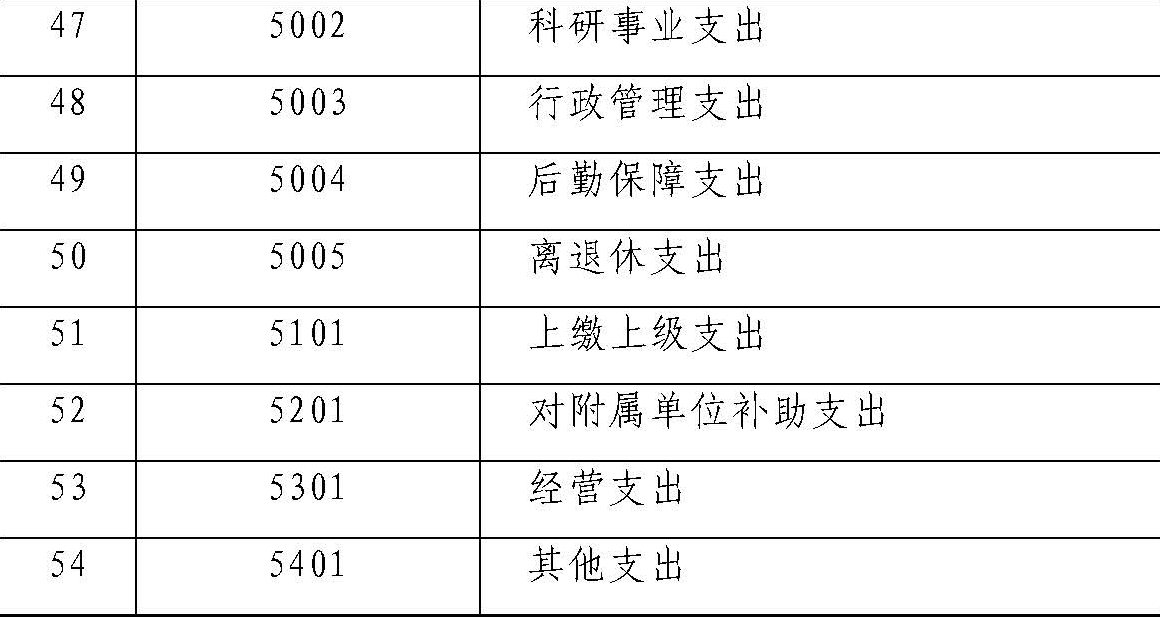 47 5002 科研事业支出
48 5003 行政管理支出
49 5004 后勤保障支出
50 5005 离退休支出
51 5101 上缴上级支出
52 5201 对附属单位补助支出
53 5301 经营支出
54 5401 其他支出